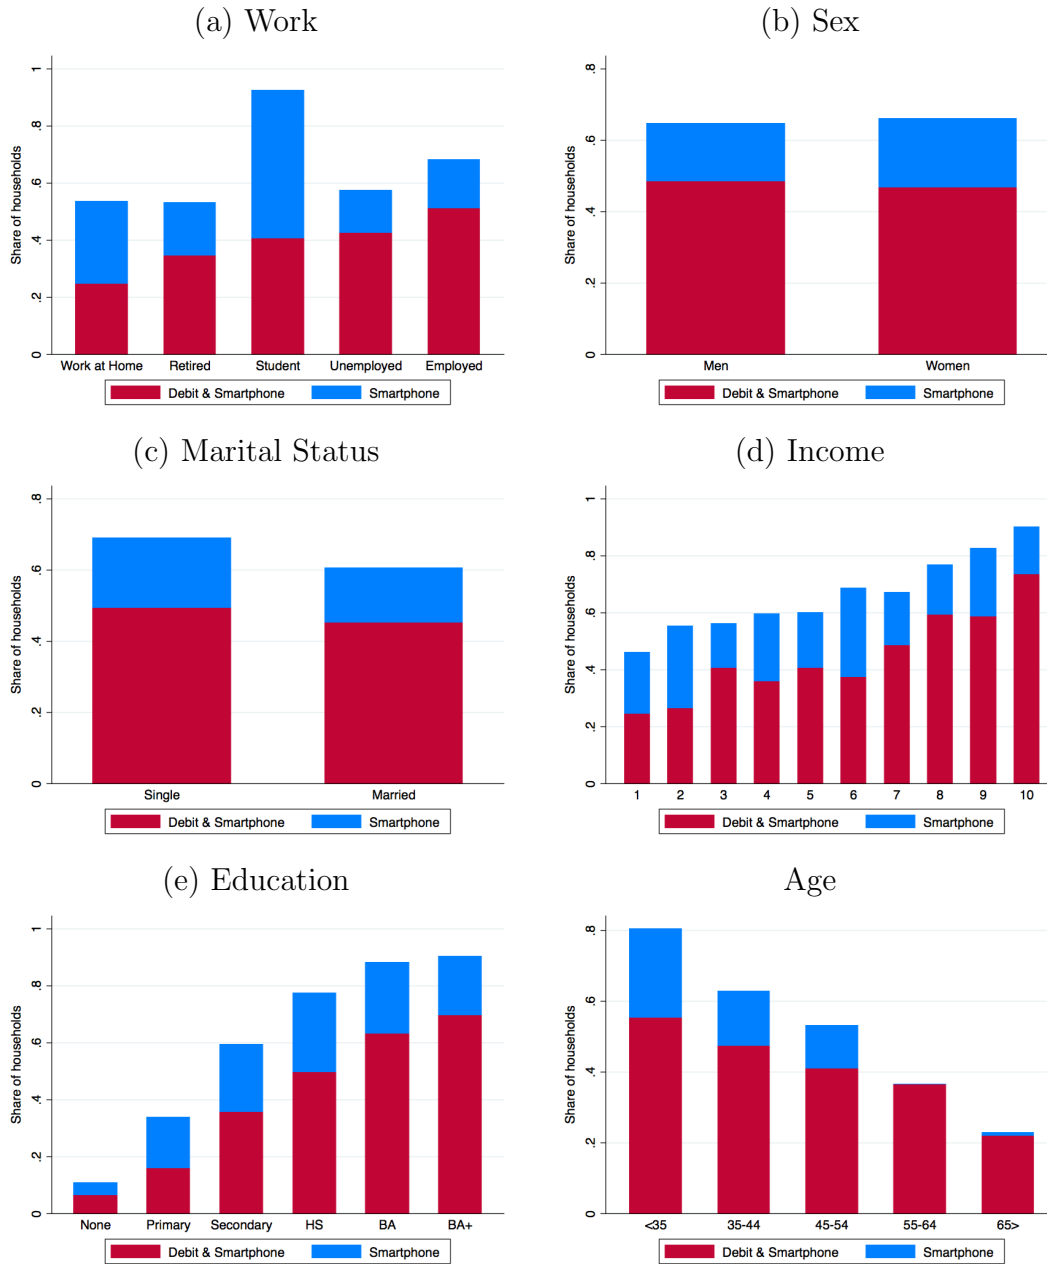 (a) Work
(b) Sex
Share of households
0 .2 .4 .6 .8 1
Work at Home Retired Student Unemployed Employed
Debit & Smartphone Smartphone
Share of households
0 .2 .4 .6 .8
Men Women
Debit & Smartphone Smartphone
(c) Marital Status
(d) Income
Share of households
0 .2 .4 .6 .8
Single Married
Debit & Smartphone Smartphone
Share of households
0 .2 .4 .6 .8 1
1 2 3 4 5 6 7 8 9 10
Debit & Smartphone Smartphone
(e) Education
Age
Share of households
0 .2 .4 .6 .8 1
None Primary Secondary HS BA BA+
Debit & Smartphone Smartphone
Share of households
0 .2 .4 .6 .8
<35 35-44 45-54 55-64 65>
Debit & Smartphone Smartphone